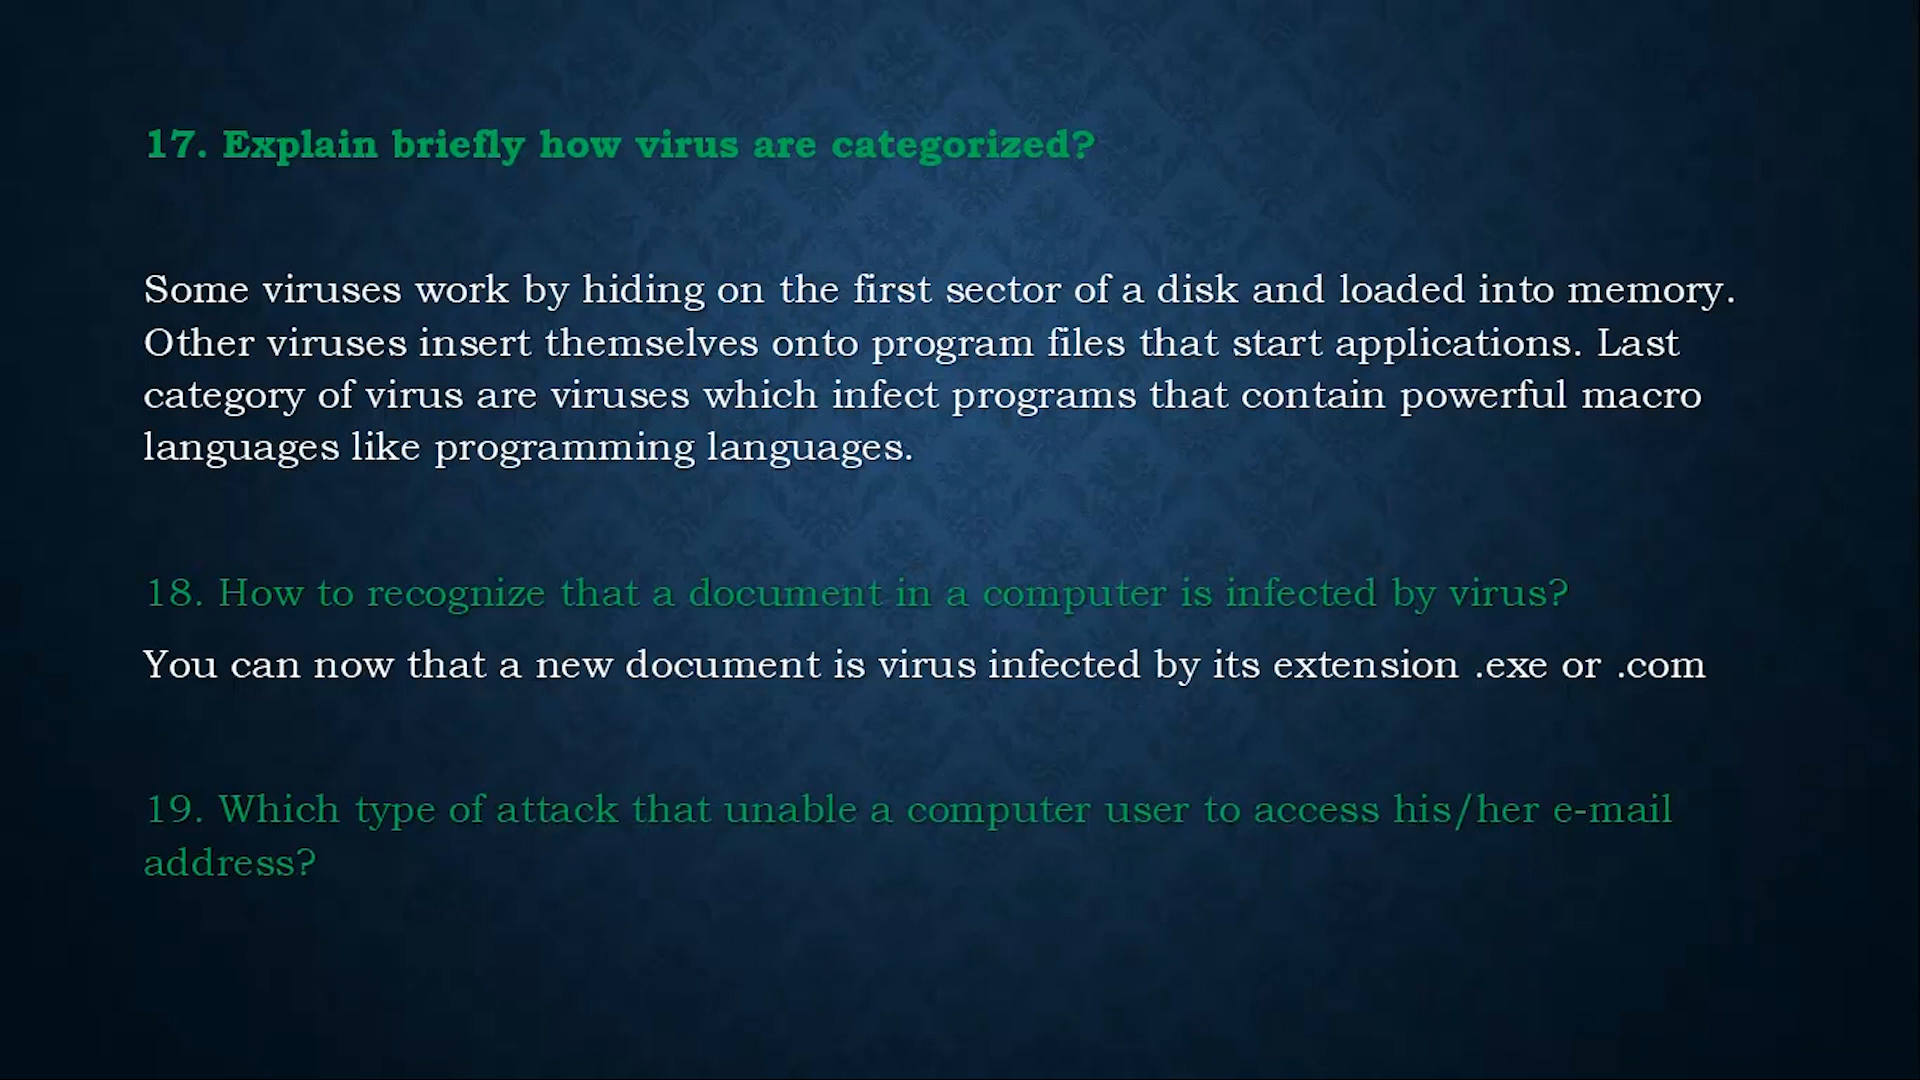 17. Explain briefly how virus are categorized?
Some viruses work by hiding on the first sector of a disk and loaded into memory.
Other viruses insert themselves onto program files that start applications. Last
category of virus are viruses which infect programs that contain powerful macro
languages like programming languages.
18. How to recognize that a document in a computer is infected by virus?
You can now that a new document is virus infected by its extension .exe or .com
19. Which type of attack that unable a computer user to access his/her e-mail
address?